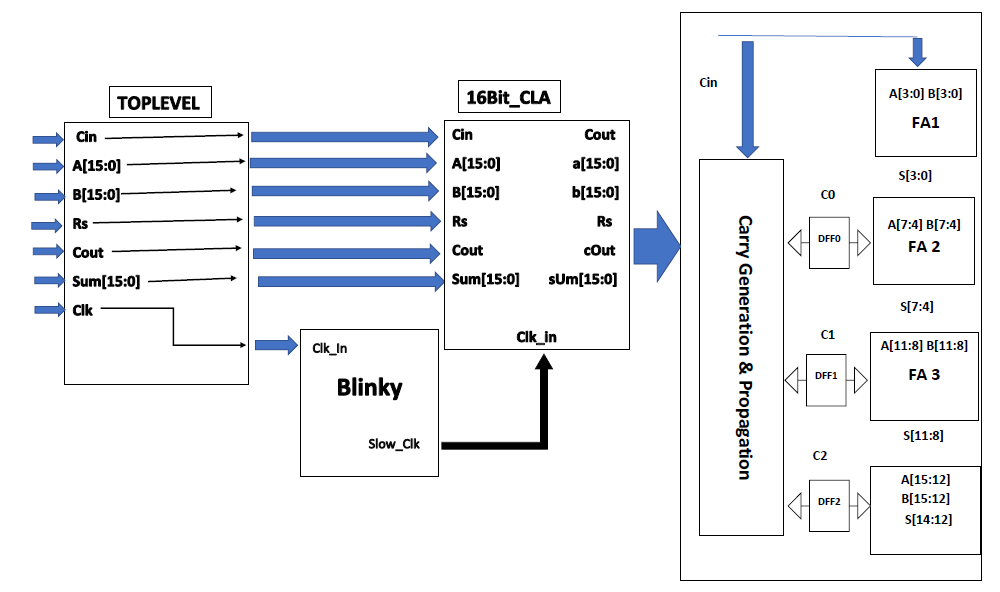 TOPLEVEL
Cin
A[15:0]
B[15:0]
Rs
Cout
Sum[15:0]
Clk
16Bit_CLA
Cin Cout
A[15:0] a[15:0]
B[15:0] b[15:0]
Rs Rs
Cout cOut
Sum[15:0] sUm[15:0]
Clk_in
Clk_In
Blinky
Slow_Clk
Cin
Carry Generation & Propagation
A[3:0] B[3:0]
FA1
S[3:0]
C0
DFF0
A[7:4] B[7:4]
FA 2
S[7:4]
C1
DFF1
A[11:8] B[11:8]
FA 3
S[11:8]
C2
DFF2
A[15:12]
B[15:12]
S[14:12]